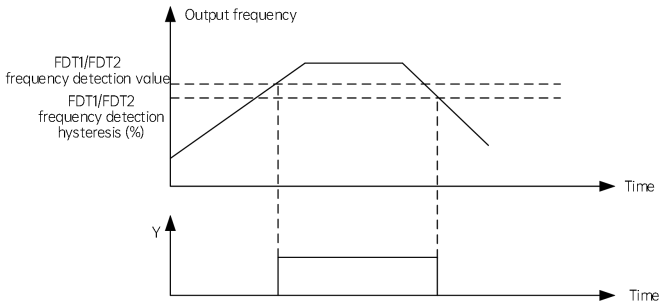 Output frequency
FDT1/FDT2
frequency detection value
FDT1/FDT2
frequency detection
hysteresis (%)
Time
Y
Time